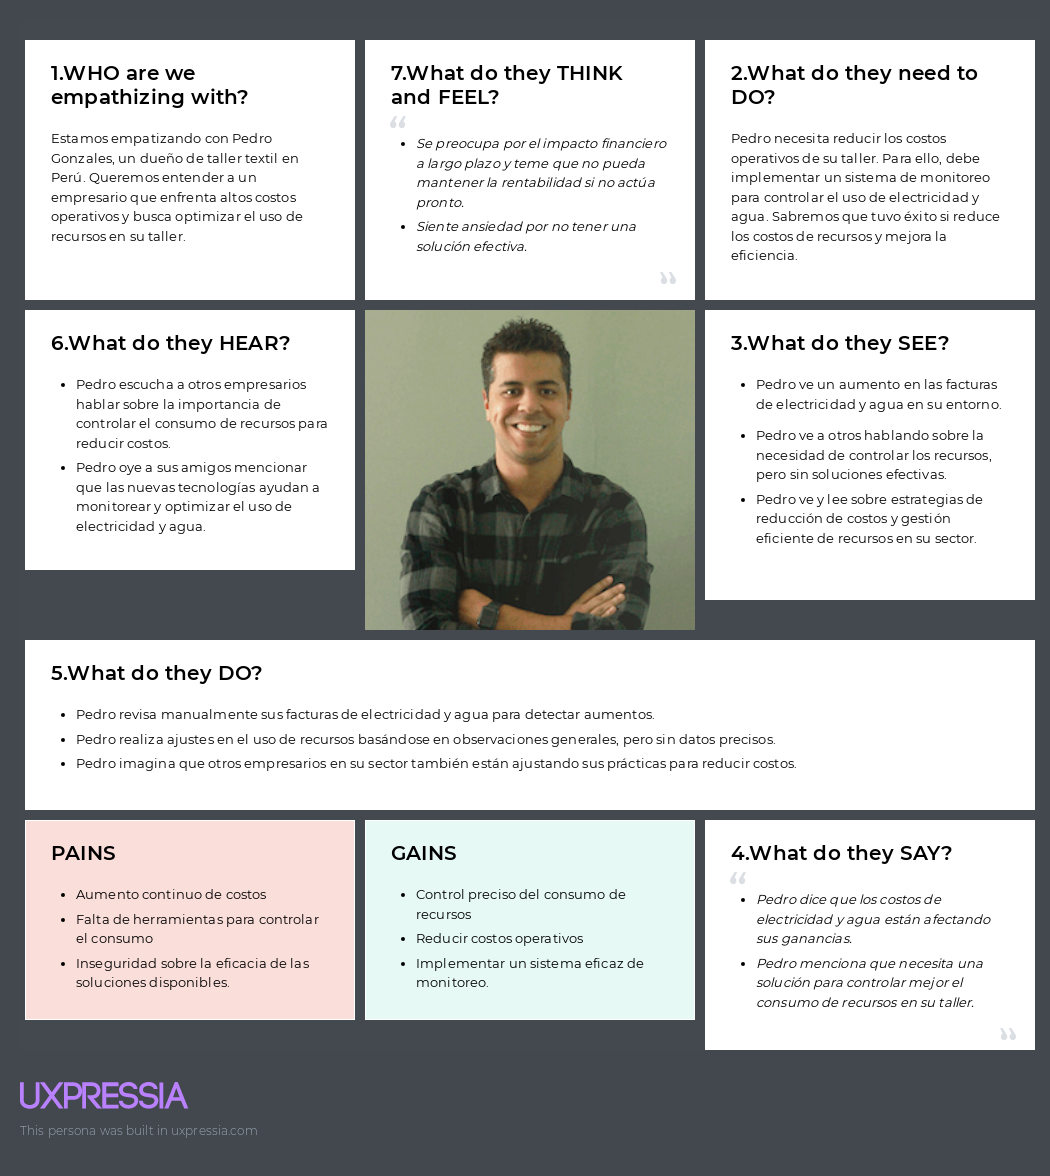 1.WHO are we
empathizing with?
Estamos empatizando con Pedro
Gonzales, un dueño de taller textil en
Perú. Queremos entender a un
empresario que enfrenta altos costos
operativos y busca optimizar el uso de
recursos en su taller.
7.What do they THINK
and FEEL?
“
• Se preocupa por el impacto financiero
a largo plazo y teme que no pueda
mantener la rentabilidad si no actúa
pronto.
• Siente ansiedad por no tener una
solución efectiva.
”
2.What do they need to
DO?
Pedro necesita reducir los costos
operativos de su taller. Para ello, debe
implementar un sistema de monitoreo
para controlar el uso de electricidad y
agua. Sabremos que tuvo éxito si reduce
los costos de recursos y mejora la
eficiencia.
6.What do they HEAR?
• Pedro escucha a otros empresarios
hablar sobre la importancia de
controlar el consumo de recursos para
reducir costos.
• Pedro oye a sus amigos mencionar
que las nuevas tecnologías ayudan a
monitorear y optimizar el uso de
electricidad y agua.
3.What do they SEE?
• Pedro ve un aumento en las facturas
de electricidad y agua en su entorno.
• Pedro ve a otros hablando sobre la
necesidad de controlar los recursos,
pero sin soluciones efectivas.
• Pedro ve y lee sobre estrategias de
reducción de costos y gestión
eficiente de recursos en su sector.
5.What do they DO?
• Pedro revisa manualmente sus facturas de electricidad y agua para detectar aumentos.
• Pedro realiza ajustes en el uso de recursos basándose en observaciones generales, pero sin datos precisos.
• Pedro imagina que otros empresarios en su sector también están ajustando sus prácticas para reducir costos.
PAINS
• Aumento continuo de costos
• Falta de herramientas para controlar
el consumo
• Inseguridad sobre la eficacia de las
soluciones disponibles.
GAINS
• Control preciso del consumo de
recursos
• Reducir costos operativos
• Implementar un sistema eficaz de
monitoreo.
4.What do they SAY?
“
• Pedro dice que los costos de
electricidad y agua están afectando
sus ganancias.
• Pedro menciona que necesita una
solución para controlar mejor el
consumo de recursos en su taller.
”
UXPRESSIA
This persona was built in uxpressia.com